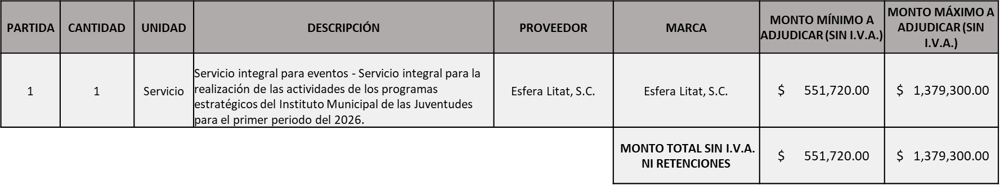 PARTIDA
CANTIDAD
UNIDAD
DESCRIPCIÓN
PROVEEDOR
MARCA
MONTO MÍNIMO A
ADJUDICAR (SIN I.V.A.)
MONTO MÁXIMO A
ADJUDICAR (SIN
I.V.A.)
1
1
Servicio
Servicio integral para eventos - Servicio integral para la
realización de las actividades de los programas
estratégicos del Instituto Municipal de las Juventudes
para el primer periodo del 2026.
Esfera Litat, S.C.
Esfera Litat, S.C.
$ 551,720.00
$ 1,379,300.00
MONTO TOTAL SIN I.V.A.
NI RETENCIONES
$ 551,720.00
$ 1,379,300.00